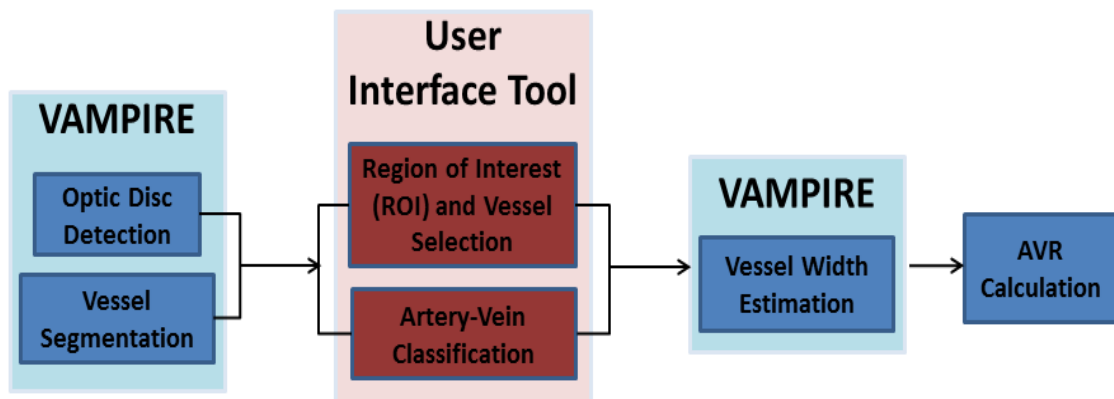 VAMPIRE
Optic Disc
Detection
Vessel
Segmentation
User
Interface Tool
Region of Interest
(ROI) and Vessel
Selection
Artery-Vein
Classification
VAMPIRE
Vessel Width
Estimation
AVR
Calculation